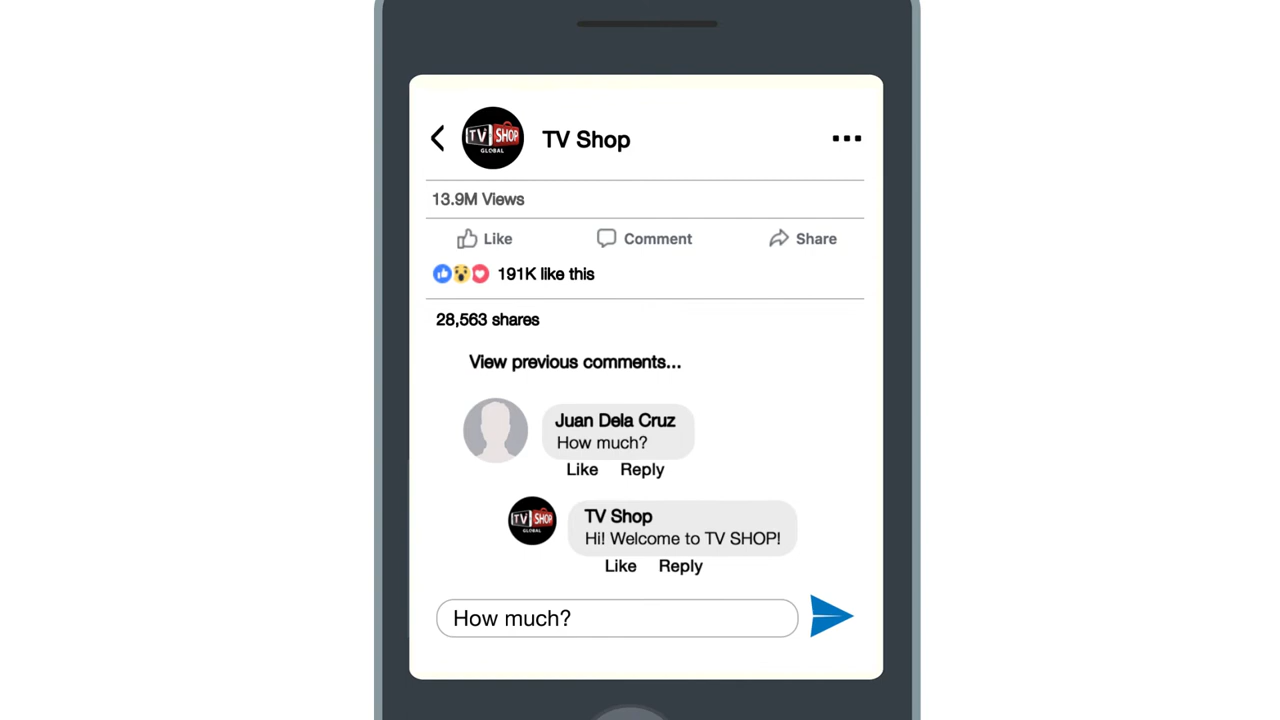 TV SHOP
GLOBAL
TV Shop
13.9M Views
Like
Comment
Share
191K like this
28,563 shares
View previous comments...
Juan Dela Cruz
How much?
Like Reply
TV SHOP
GLOBAL
TV Shop
Hi! Welcome to TV SHOP!
Like Reply
How much?